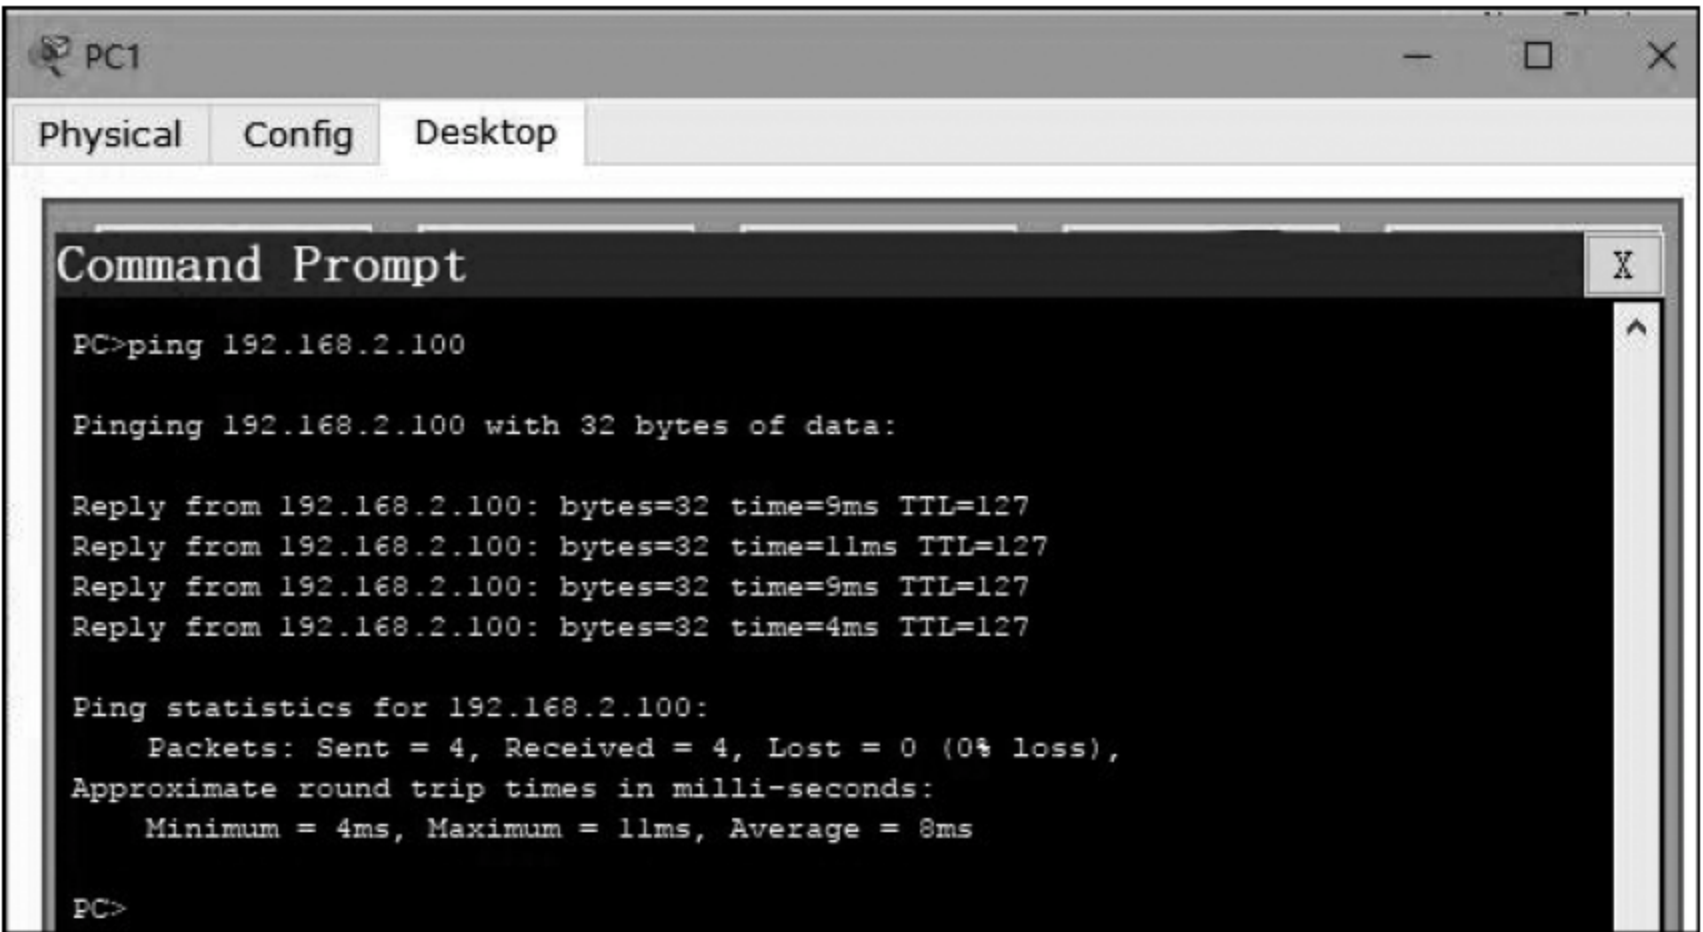 PC1
Physical Config Desktop
Command Prompt X
PC>ping 192.168.2.100
Pinging 192.168.2.100 with 32 bytes of data:
Reply from 192.168.2.100: bytes=32 time=9ms TTL=127
Reply from 192.168.2.100: bytes=32 time=11ms TTL=127
Reply from 192.168.2.100: bytes=32 time=9ms TTL=127
Reply from 192.168.2.100: bytes=32 time=4ms TTL=127
Ping statistics for 192.168.2.100:
Packets: Sent = 4, Received = 4, Lost = 0 (0% loss),
Approximate round trip times in milli-seconds:
Minimum = 4ms, Maximum = 11ms, Average = 8ms
PC>